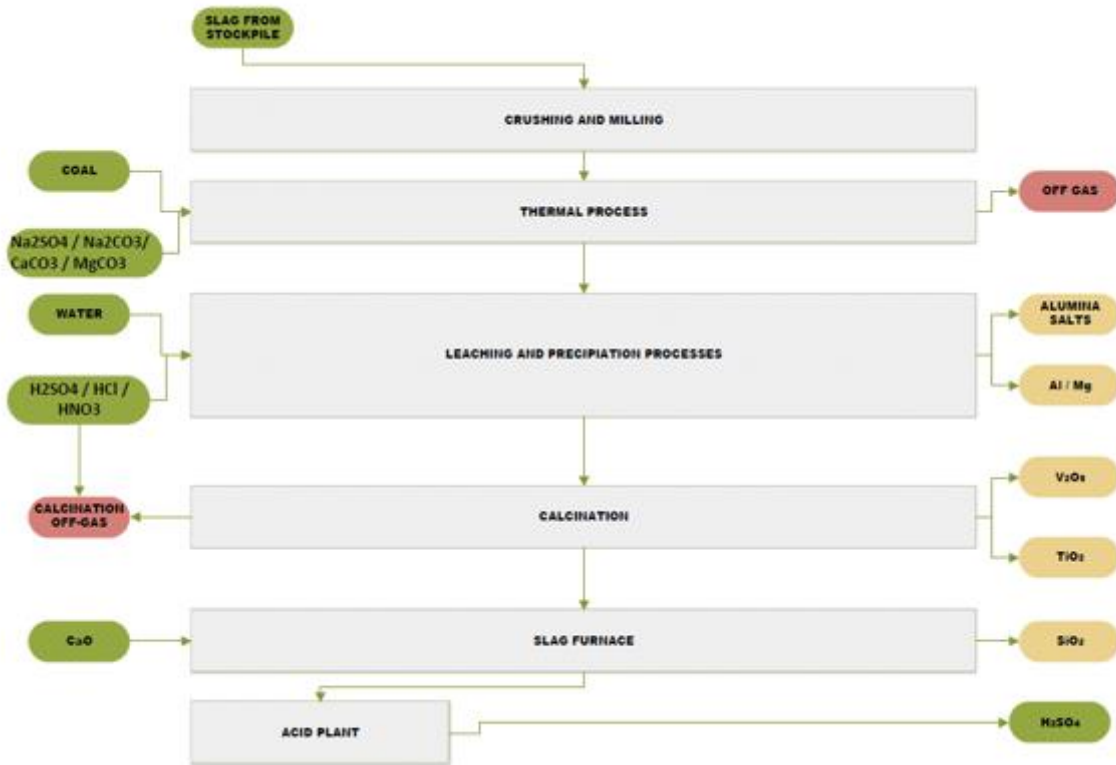 SLAG FROM
STOCKPILE
CRUSHING AND MILLING
COAL
THERMAL PROCESS
OFF GAS
Na2SO4 / Na2CO3/
CaCO3 / MgCO3
WATER
ALUMINA
SALTS
LEACHING AND PRECIPIATION PROCESSES
H2SO4 / HCl /
HNO3
Al / Mg
V₂O₅
CALCINATION
OFF-GAS
CALCINATION
TiO₂
CaO
SLAG FURNACE
SiO₂
ACID PLANT
H₂SO₄